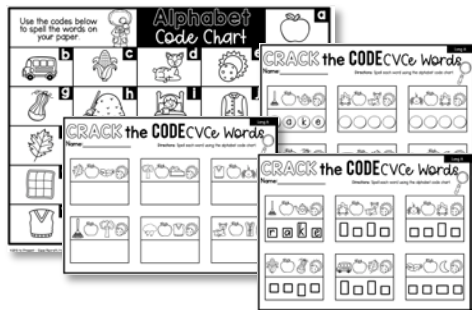 Use the codes below
to spell the words on
your paper.
Alphabet
Code Chart
a
b
c
d
g
h
i
CRACK the CODE CVCe Words
Name:
Directions: Spell each word using the alphabet code chart.
a k e
CRACK the CODE CVCe Words
Name:
Directions: Spell each word using the alphabet code chart.
CRACK the CODE CVCe Words
Name:
Directions: Spell each word using the alphabet code chart.
r a k e